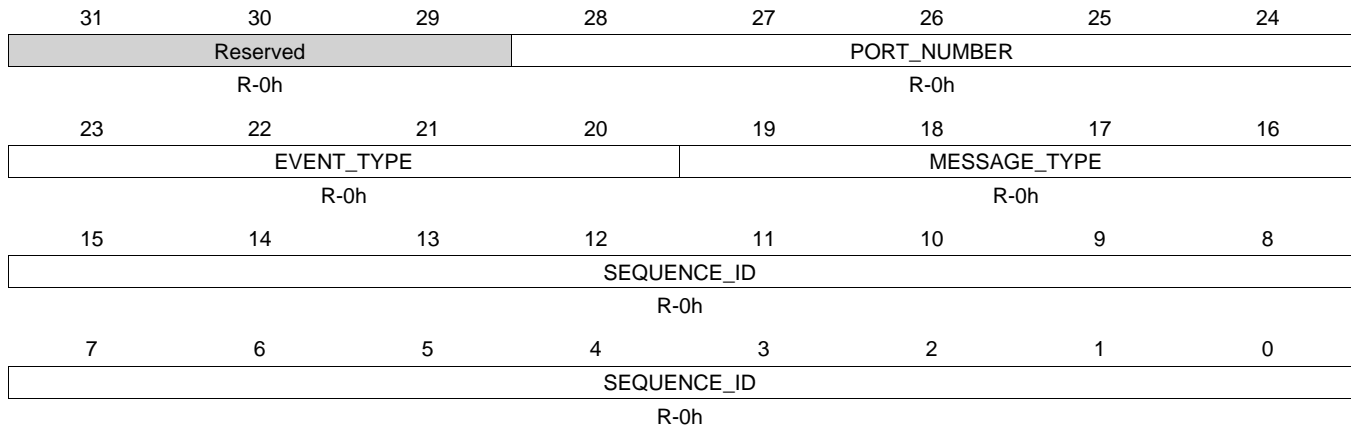 31 30 29 28 27 26 25 24
Reserved PORT_NUMBER
R-0h R-0h
23 22 21 20 19 18 17 16
EVENT_TYPE MESSAGE_TYPE
R-0h R-0h
15 14 13 12 11 10 9 8
SEQUENCE_ID
R-0h
7 6 5 4 3 2 1 0
SEQUENCE_ID
R-0h